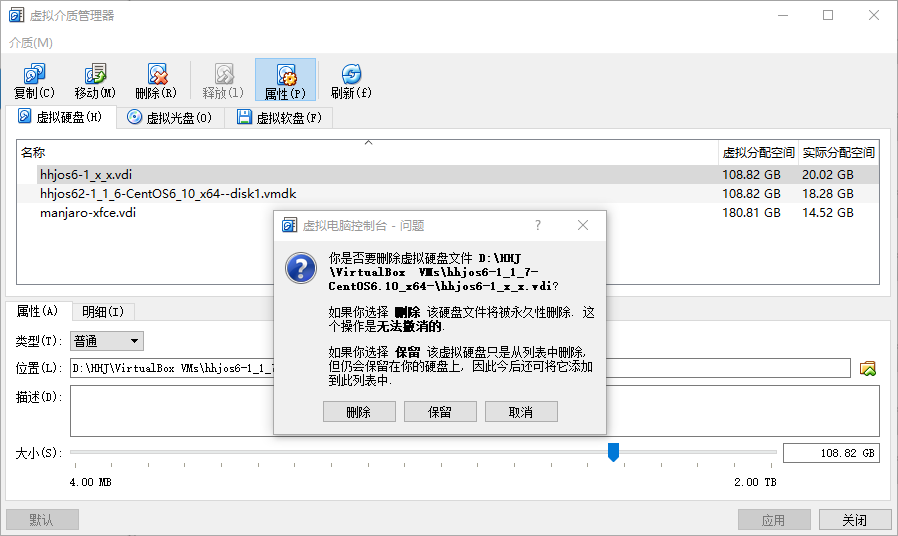 虚拟介质管理器
介质(M)
复制(C) 移动(M) 删除(R) 释放(l) 属性(P) 刷新(f)
虚拟硬盘(H) 虚拟光盘(O) 虚拟软盘(F)
名称 虚拟分配空间 实际分配空间
hhjos6-1_x_x.vdi 108.82 GB 20.02 GB
hhjos62-1_1_6-CentOS6_10_x64--disk1.vmdk 108.82 GB 18.28 GB
manjaro-xfce.vdi 180.81 GB 14.52 GB
虚拟电脑控制台 - 问题 ?
你是否要删除虚拟硬盘文件 D:\HHJ
\VirtualBox VMs\hhjos6-1_1_7-
CentOS6.10_x64-\hhjos6-1_x_x.vdi?
如果你选择 删除 该硬盘文件将被永久性删除. 这
个操作是无法撤消的.
如果你选择 保留 该虚拟硬盘只是从列表中删除,
但仍会保留在你的硬盘上, 因此今后还可将它添加
到此列表中.
删除 保留 取消
属性(A) 明细(I)
类型(T): 普通
位置(L): D:\HHJ\VirtualBox VMs\hhjos6-1_1_7
描述(D):
大小(S): 108.82 GB
4.00 MB 2.00 TB
默认 应用 关闭